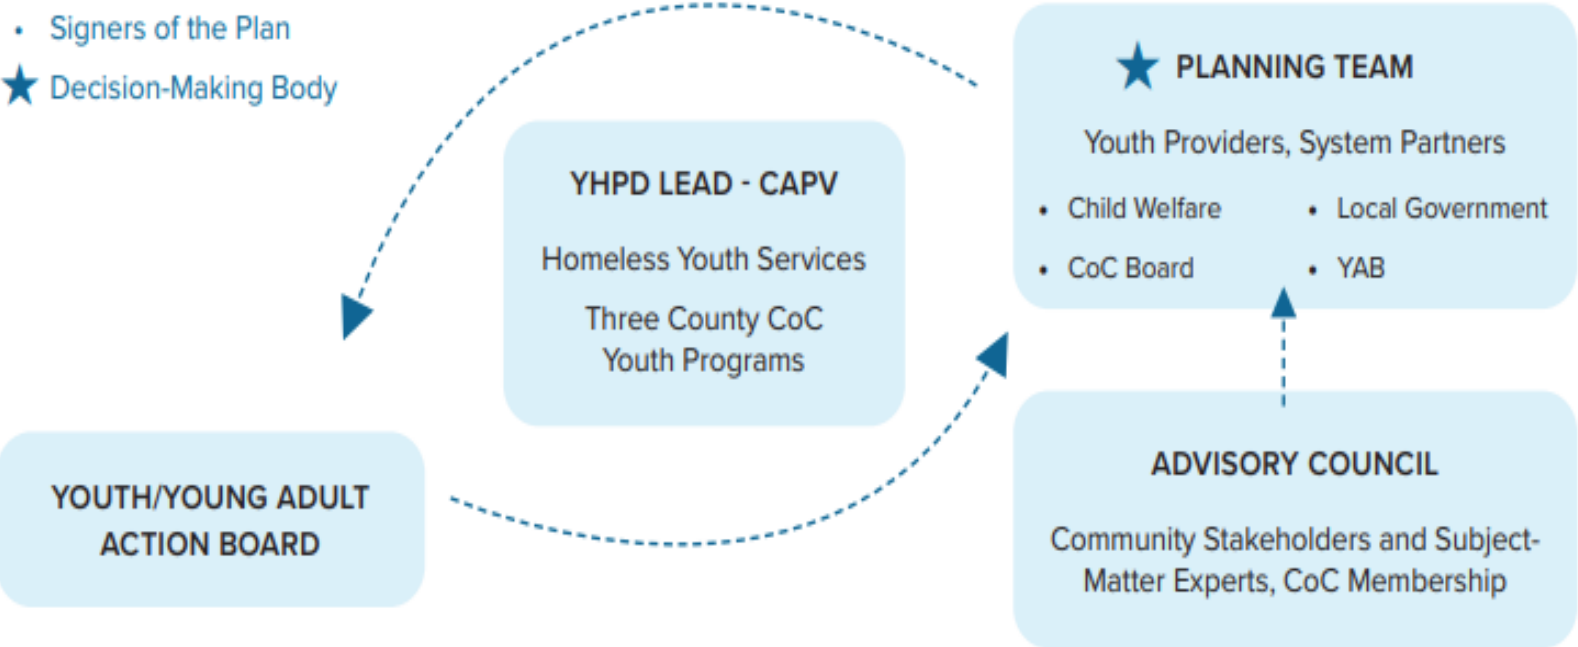 • Signers of the Plan
★ Decision-Making Body
★ PLANNING TEAM
Youth Providers, System Partners
• Child Welfare
• Local Government
• CoC Board
• YAB
YHPD LEAD - CAPV
Homeless Youth Services
Three County CoC
Youth Programs
YOUTH/YOUNG ADULT
ACTION BOARD
ADVISORY COUNCIL
Community Stakeholders and Subject-
Matter Experts, CoC Membership